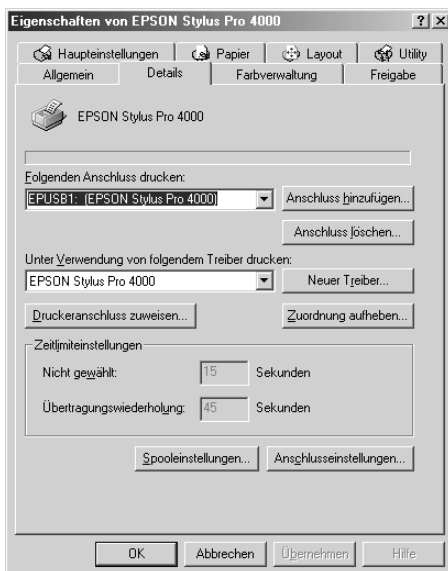 Eigenschaften von EPSON Stylus Pro 4000
Haupteinstellungen Papier Layout Utility
Allgemein Details Farbverwaltung Freigabe
EPSON Stylus Pro 4000
Folgenden Anschluss drucken:
EPUSB1: (EPSON Stylus Pro 4000) Anschluss hinzufügen...
Anschluss löschen...
Unter Verwendung von folgendem Treiber drucken:
EPSON Stylus Pro 4000 Neuer Treiber...
Druckeranschluss zuweisen... Zuordnung aufheben...
Zeitlimiteinstellungen
Nicht gewählt: 15 Sekunden
Übertragungswiederholung: 45 Sekunden
Spooleinstellungen... Anschlusseinstellungen...
OK Abbrechen Übernehmen Hilfe